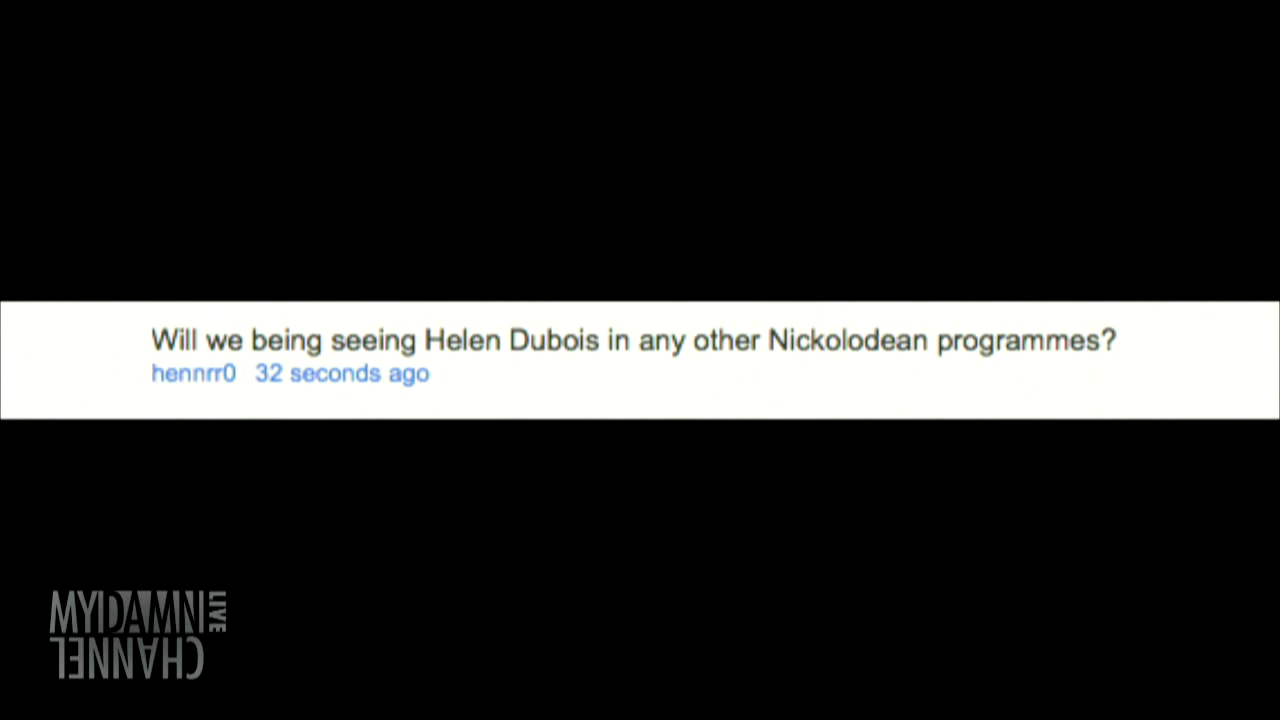 Will we being seeing Helen Dubois in any other Nickolodean programmes?
hennrr0 32 seconds ago
MYDAMN LIVE
CHANNEL